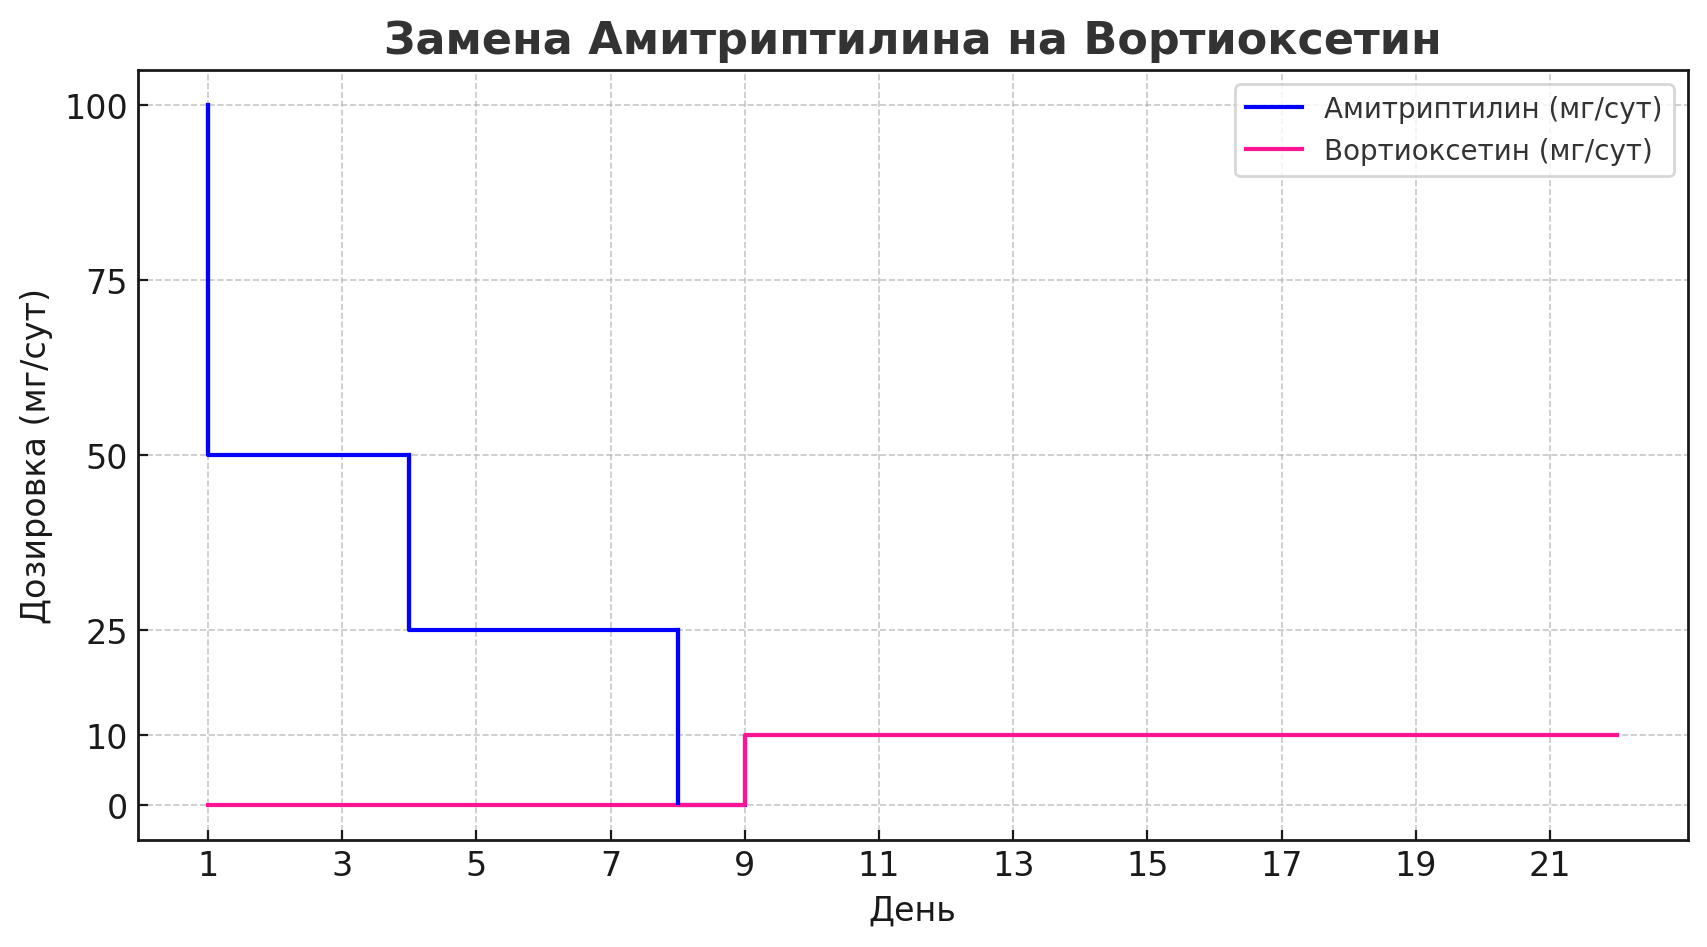 Замена Амитриптилина на Вортиоксетин
Амитриптилин (мг/сут)
Вортиоксетин (мг/сут)
Дозировка (мг/сут)
100
75
50
25
10
0
1 3 5 7 9 11 13 15 17 19 21
День